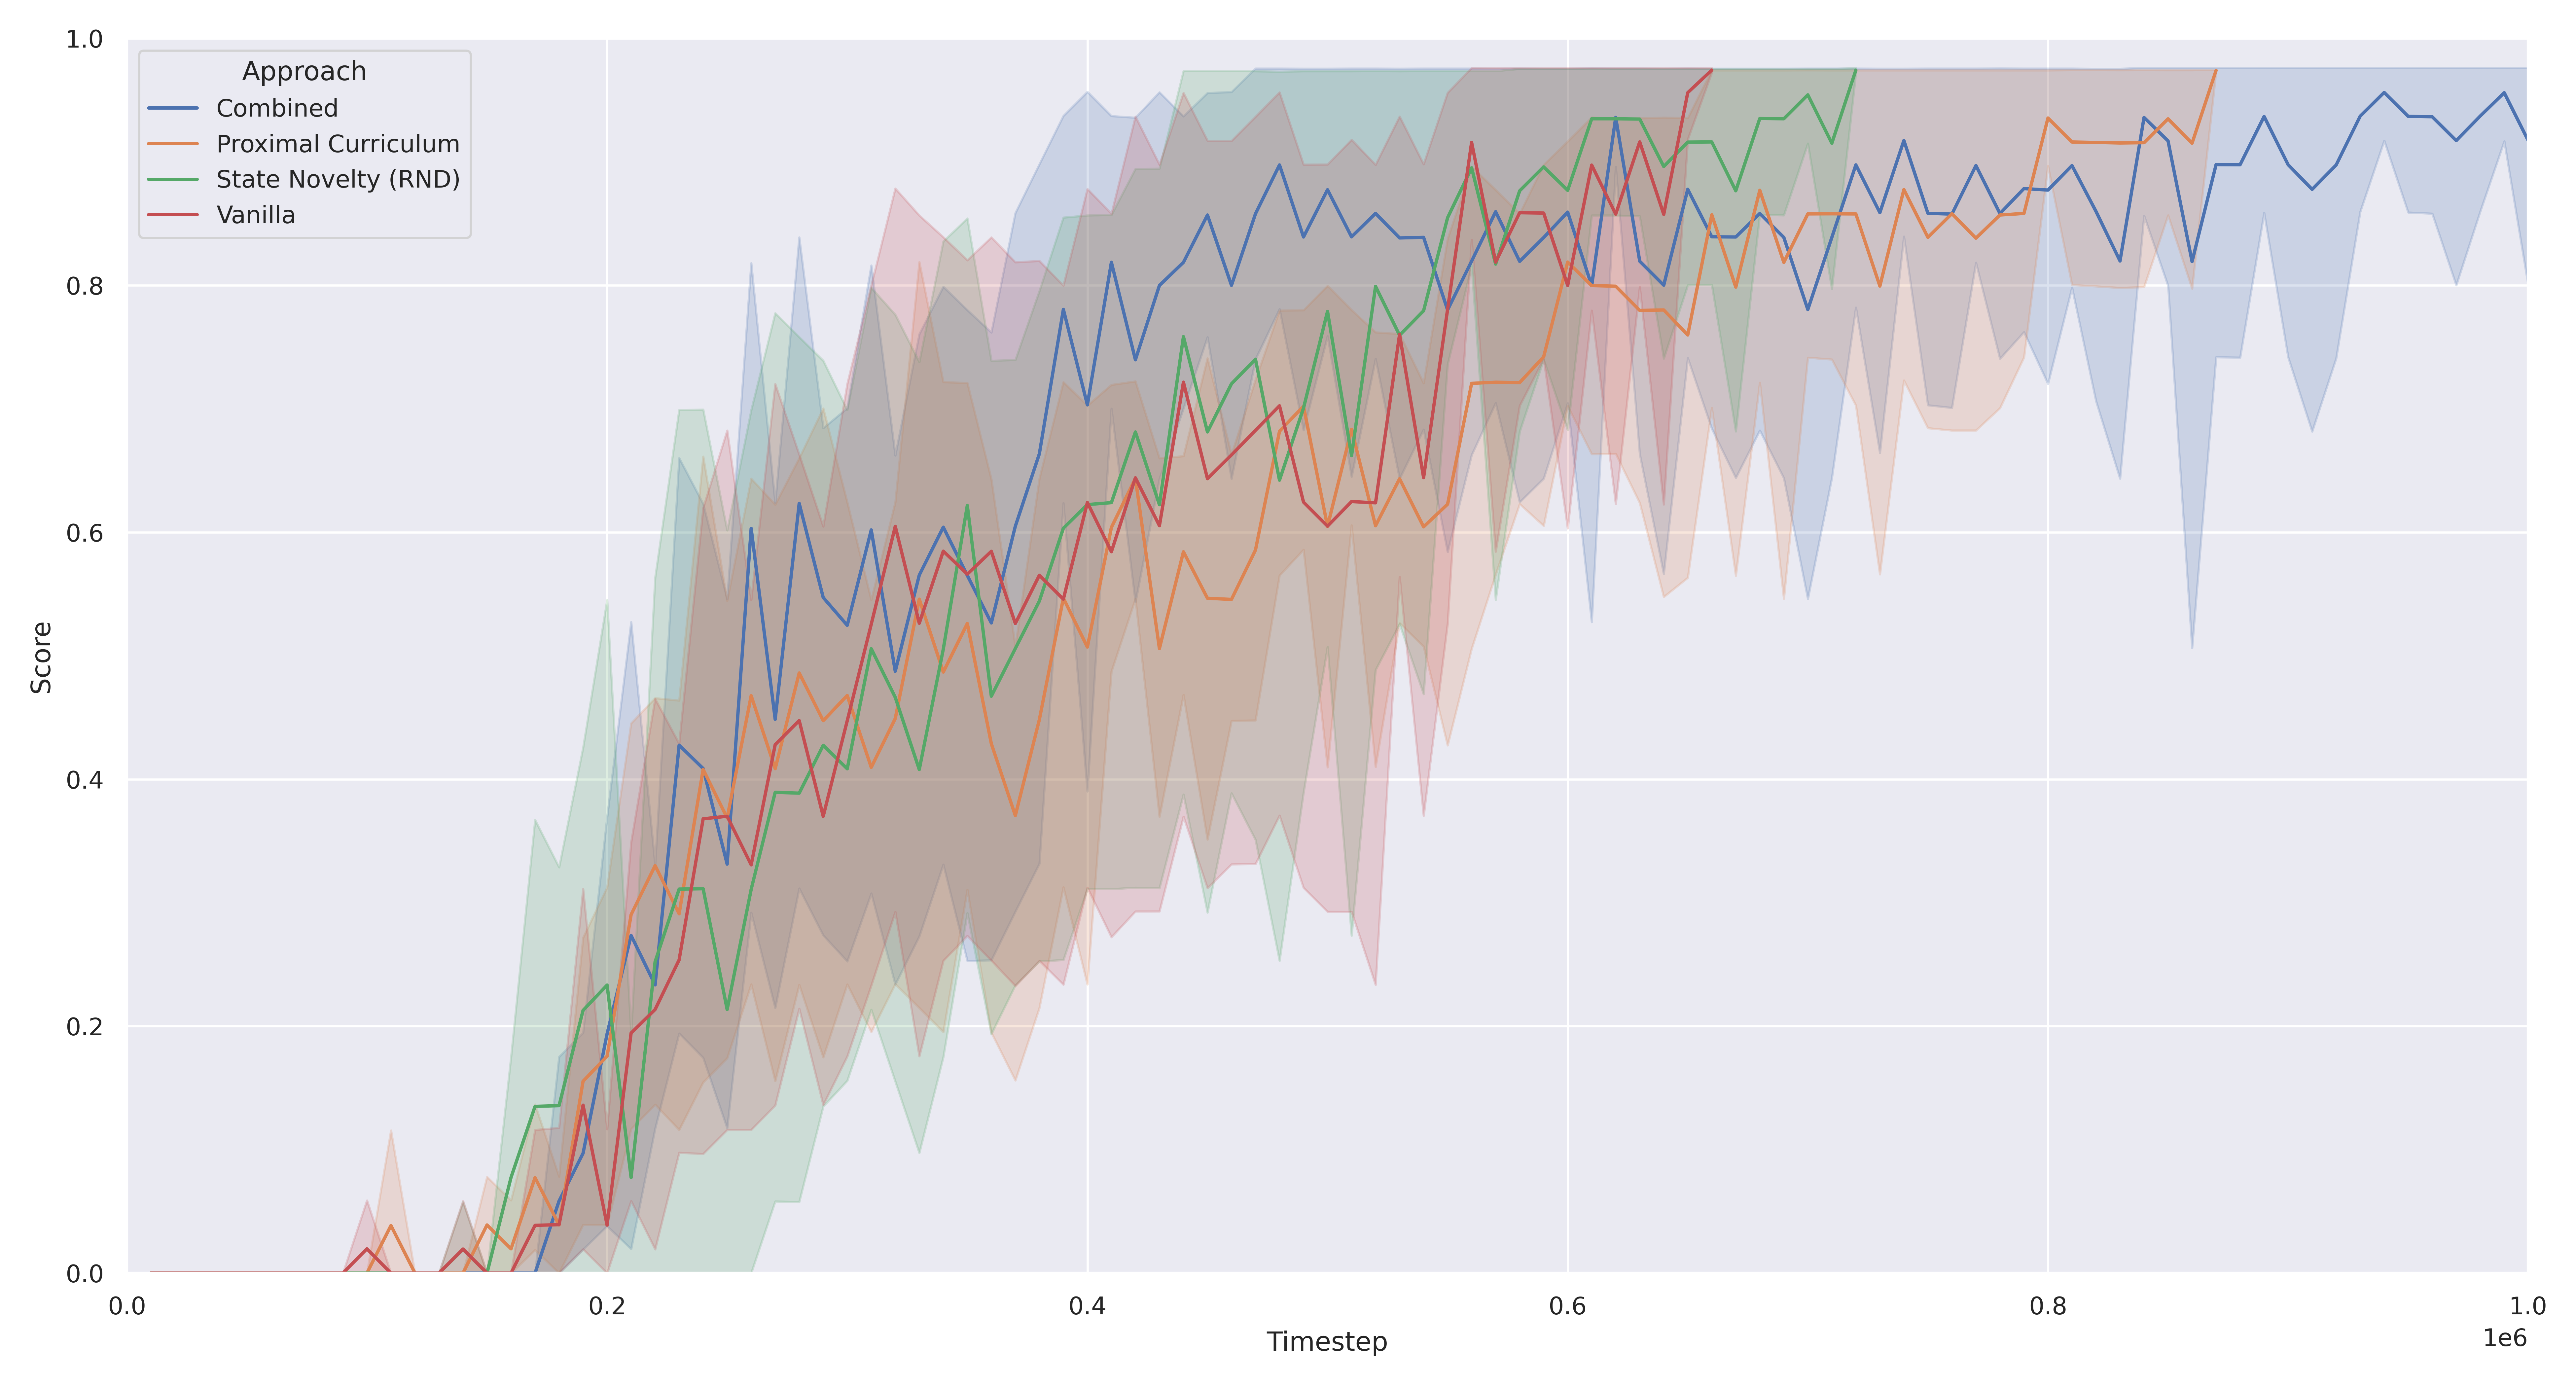 Approach
Combined
Proximal Curriculum
State Novelty (RND)
Vanilla
1.0
0.8
0.6
0.4
0.2
0.0
Score
0.0 0.2 0.4 0.6 0.8 1.0
1e6
Timestep